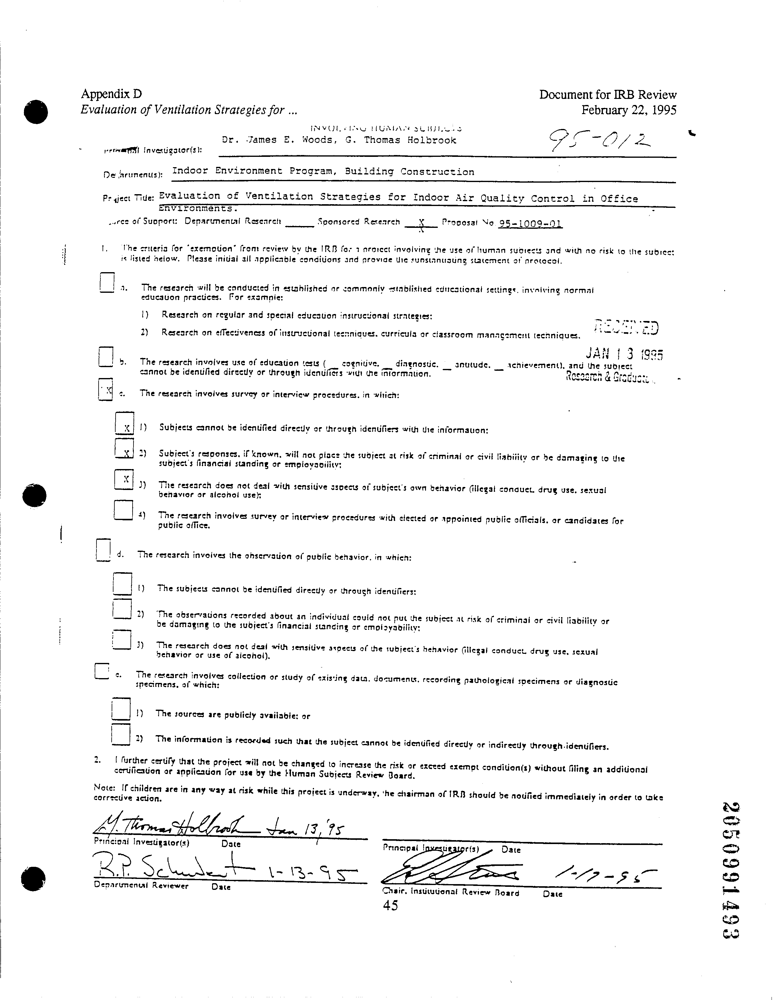 Appendix D
Document for IRB Review
Evaluation of Ventilation Strategies for ...
February 22, 1995
INVOLVING HUMAN SUBJECTS
95-012
Dr. James E. Woods, G. Thomas Holbrook
Principal Investigator(s):
Indoor Environment Program, Building Construction
Project Title: Evaluation of Ventilation Strategies for Indoor Air Quality Control in Office
Environments.
Source of Support: Departmental Research ____ Sponsored Research X Proposal No 95-1009-01
1. The criteria for "exemption" from review by the IRB for a project involving the use of human subjects and with no risk to the subject
is listed below. Please initial all applicable conditions and provide the substantiating statement of protocol.
a. The research will be conducted in established or commonly established educational settings, involving normal
education practices. For example:
1) Research on regular and special education instructional strategies;
2) Research on effectiveness of instructional techniques, curricula or classroom management techniques.
RECEIVED
JAN 13 1995
Research & Graduate
b. The research involves use of education tests ( __ cognitive, __ diagnostic, __ aptitude, __ achievement), and the subject
cannot be identified directly or through identifiers with the information.
X c. The research involves survey or interview procedures, in which:
X 1) Subjects cannot be identified directly or through identifiers with the information;
X 2) Subject's responses, if known, will not place the subject at risk of criminal or civil liability or be damaging to the
subject's financial standing or employability;
X 3) The research does not deal with sensitive aspects of subject's own behavior (illegal conduct, drug use, sexual
behavior or alcohol use);
4) The research involves survey or interview procedures with elected or appointed public officials, or candidates for
public office.
d. The research involves the observation of public behavior, in which:
1) The subjects cannot be identified directly or through identifiers:
2) The observations recorded about an individual could not put the subject at risk of criminal or civil liability or
be damaging to the subject's financial standing or employability;
3) The research does not deal with sensitive aspects of the subject's behavior (illegal conduct, drug use, sexual
behavior or use of alcohol).
e. The research involves collection or study of existing data, documents, recording pathological specimens or diagnostic
specimens, of which:
1) The sources are publicly available; or
2) The information is recorded such that the subject cannot be identified directly or indirectly through identifiers.
2. I further certify that the project will not be changed to increase the risk or exceed exempt condition(s) without filing an additional
certification or application for use by the Human Subjects Review Board.
Note: If children are in any way at risk while this project is underway, the chairman of IRB should be notified immediately in order to take
corrective action.
G. Thomas Holbrook Jan 13, '95
Principal Investigator(s) Date
Principal Investigator(s) Date
1-13-95
1-17-95
Departmental Reviewer Date
Chair, Institutional Review Board Date
45
2050991493